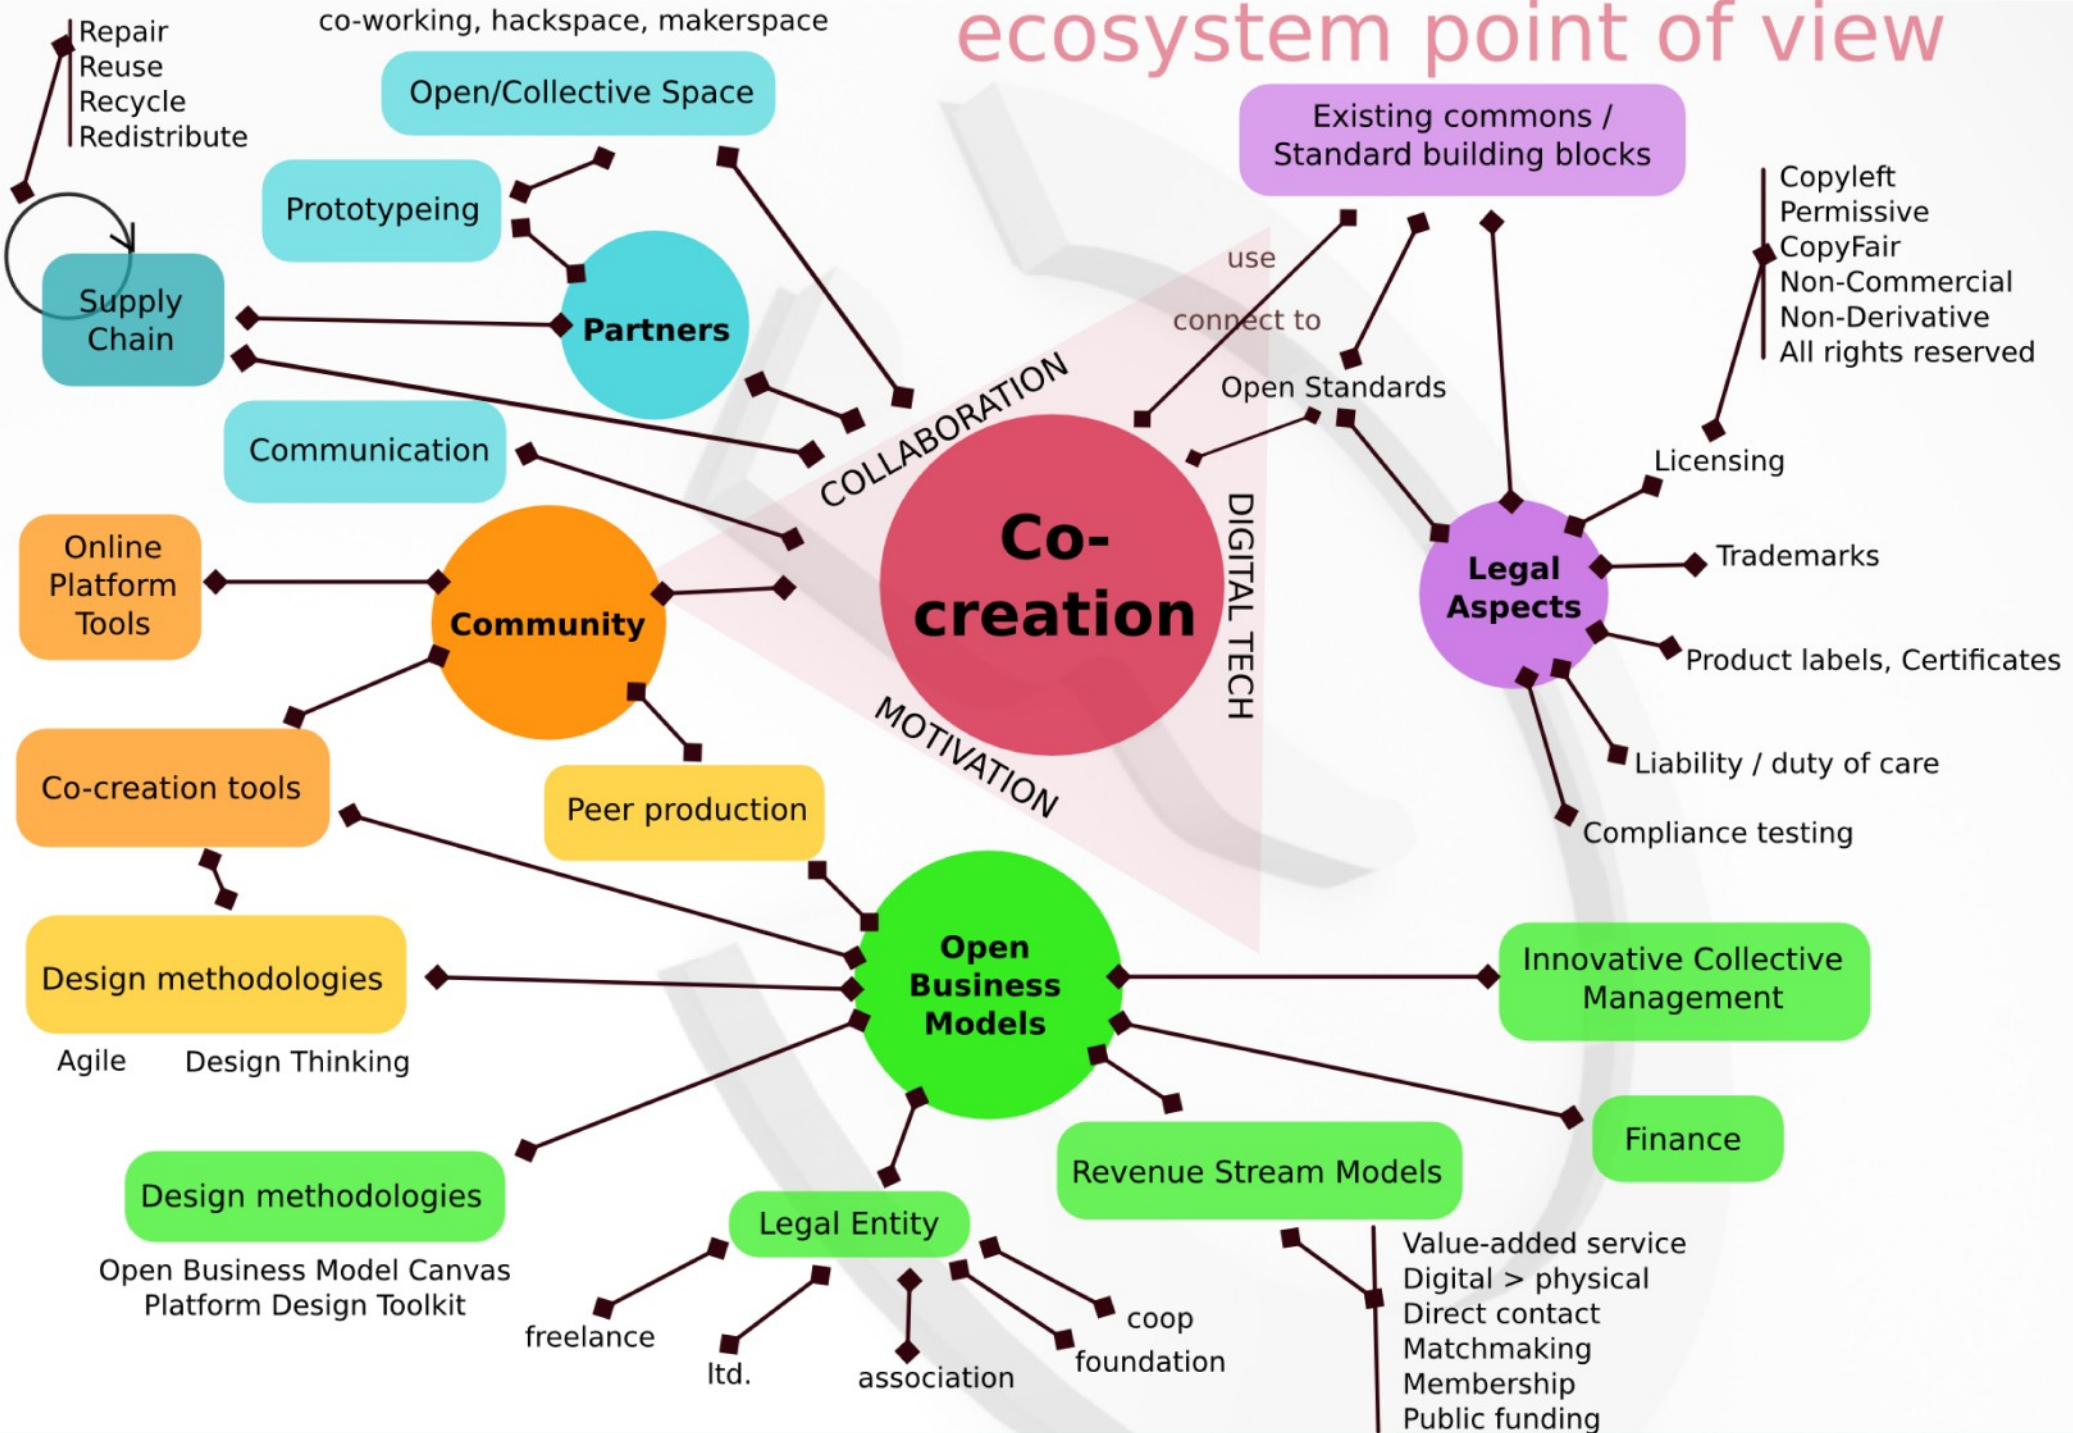 ecosystem point of view
Repair
Reuse
Recycle
Redistribute
co-working, hackspace, makerspace
Open/Collective Space
Prototypeing
Supply
Chain
Partners
Communication
Existing commons /
Standard building blocks
use
connect to
Open Standards
Copyleft
Permissive
CopyFair
Non-Commercial
Non-Derivative
All rights reserved
Licensing
Trademarks
Product labels, Certificates
Liability / duty of care
Compliance testing
Legal
Aspects
COLLABORATION
DIGITAL TECH
MOTIVATION
Co-
creation
Online
Platform
Tools
Community
Co-creation tools
Peer production
Design methodologies
Agile
Design Thinking
Open
Business
Models
Innovative Collective
Management
Finance
Design methodologies
Open Business Model Canvas
Platform Design Toolkit
Legal Entity
freelance
ltd.
association
foundation
coop
Revenue Stream Models
Value-added service
Digital > physical
Direct contact
Matchmaking
Membership
Public funding